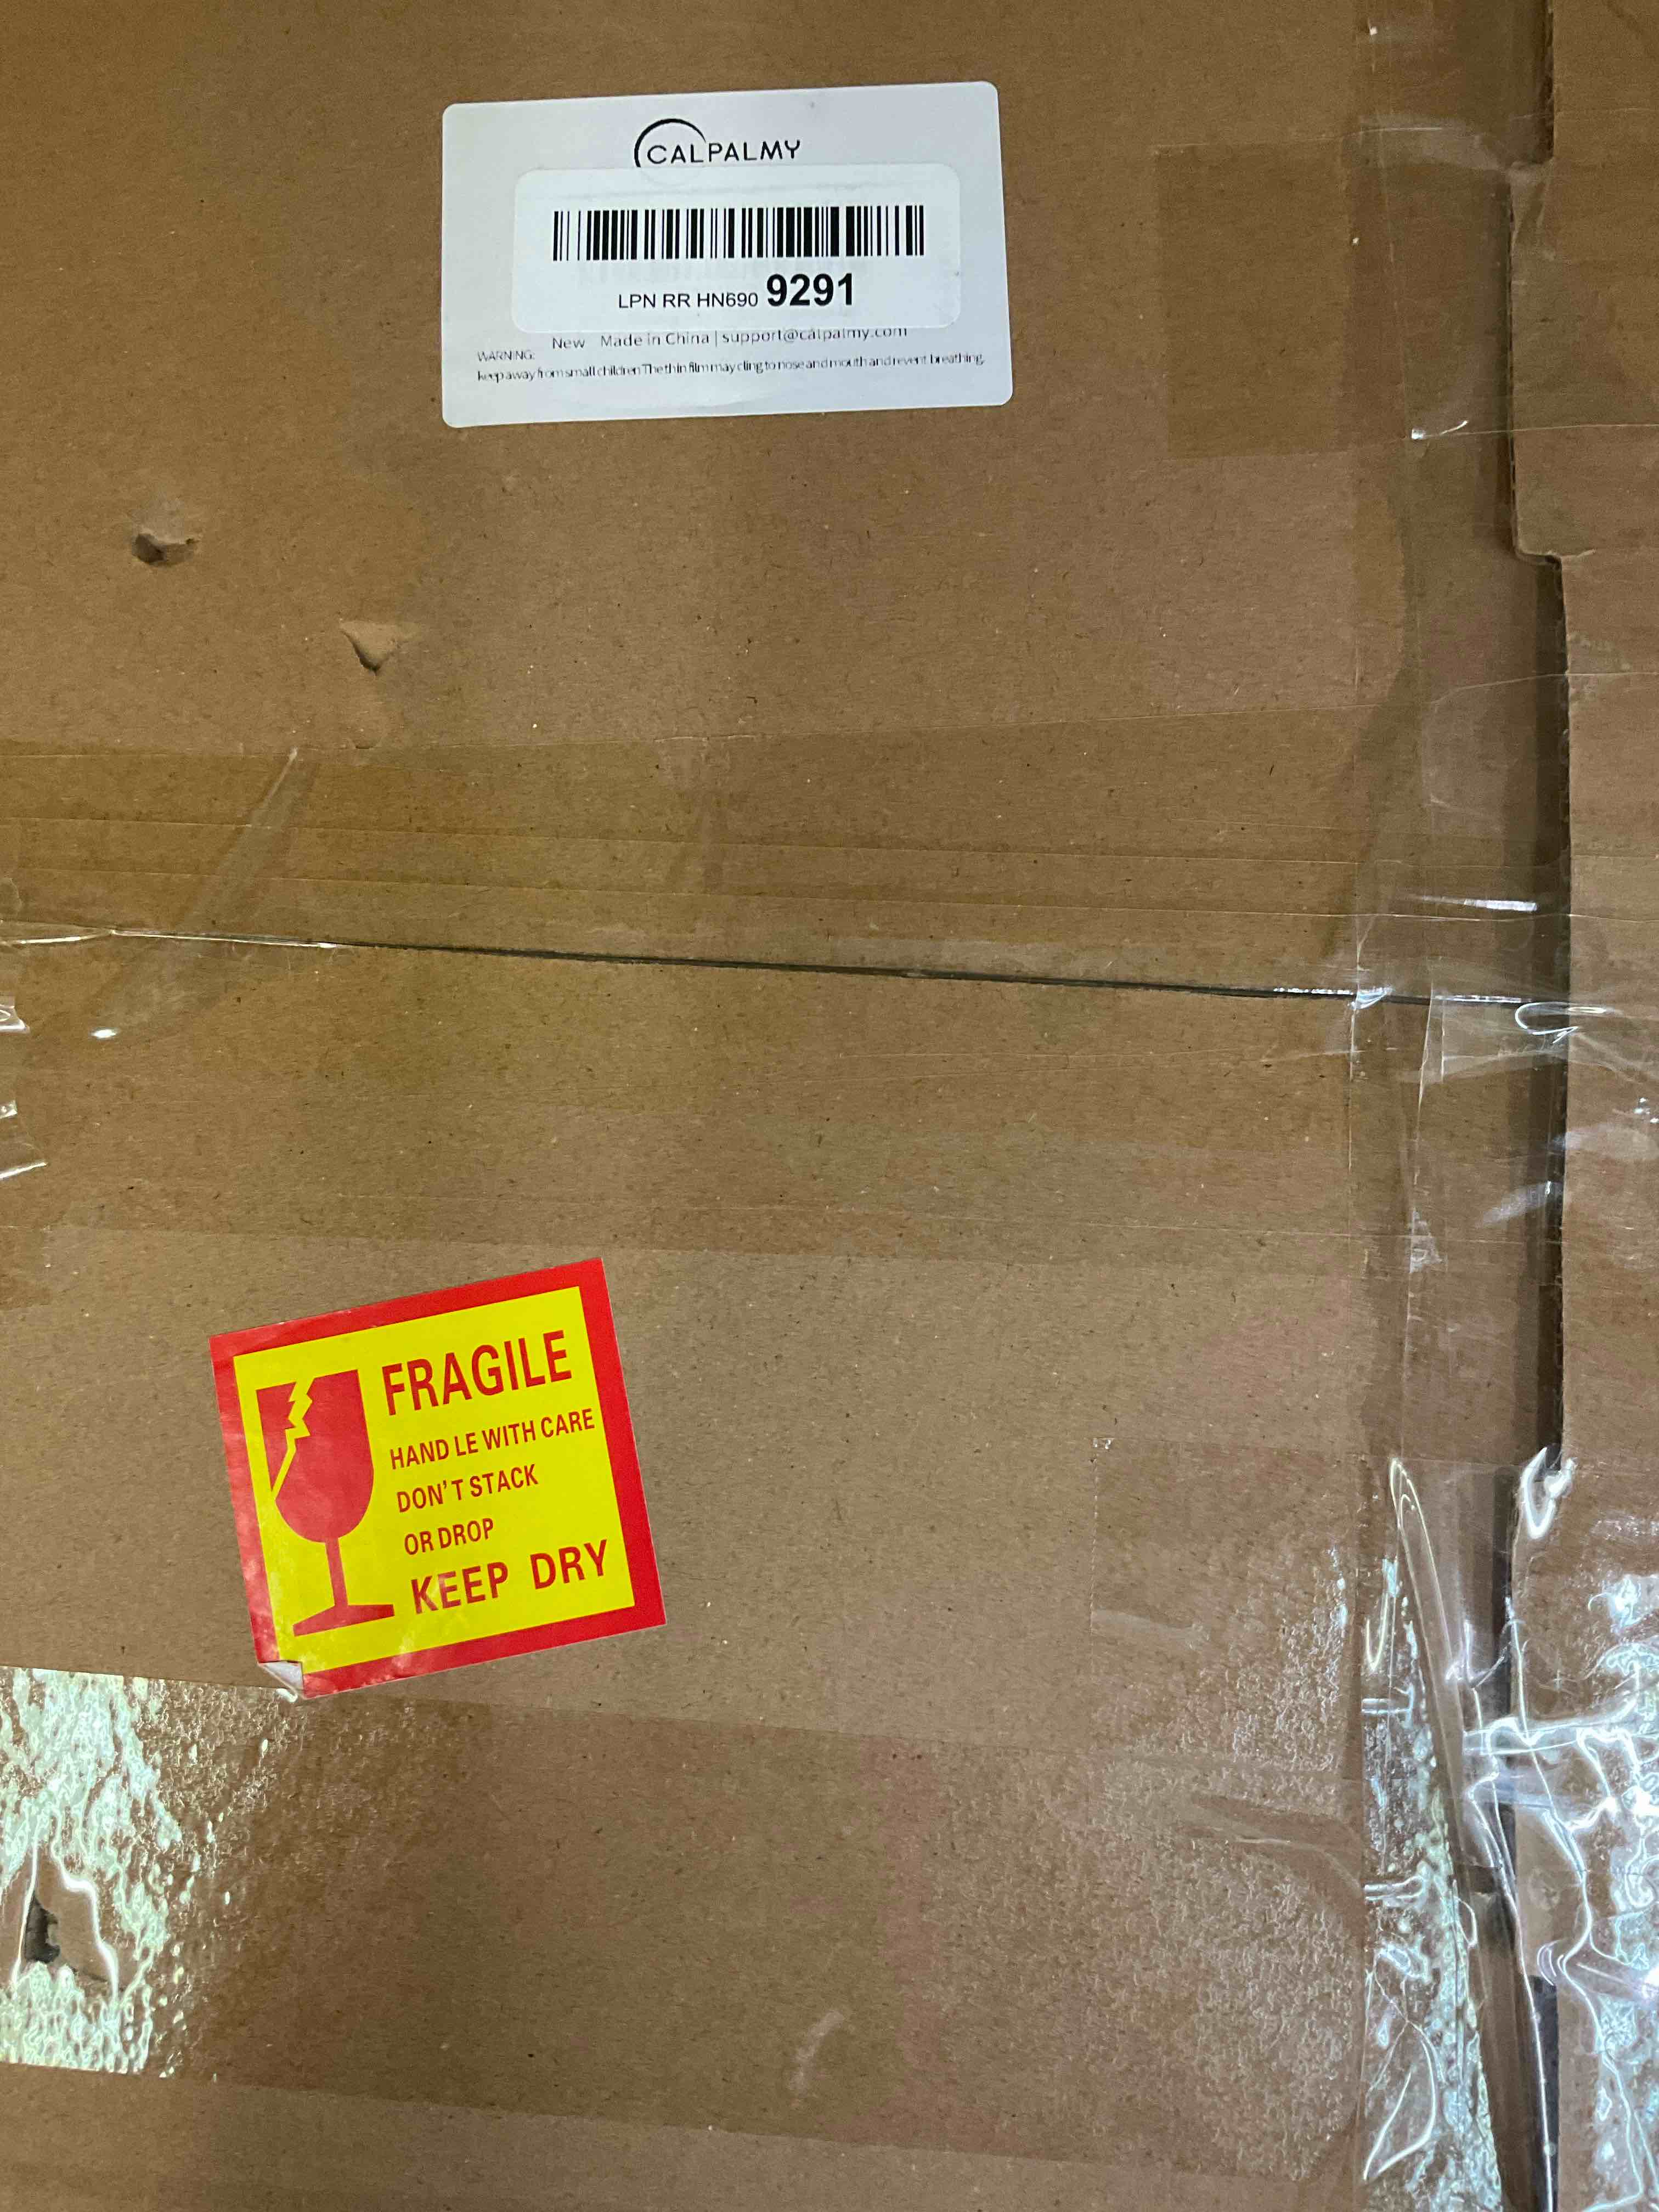 CALPALMY
LPN RR HN690 9291
New Made in China | support@calpalmy.com
WARNING:
keep away from small children The thin film may cling to nose and mouth and revent breathing.
FRAGILE
HAND LE WITH CARE
DON'T STACK
OR DROP
KEEP DRY